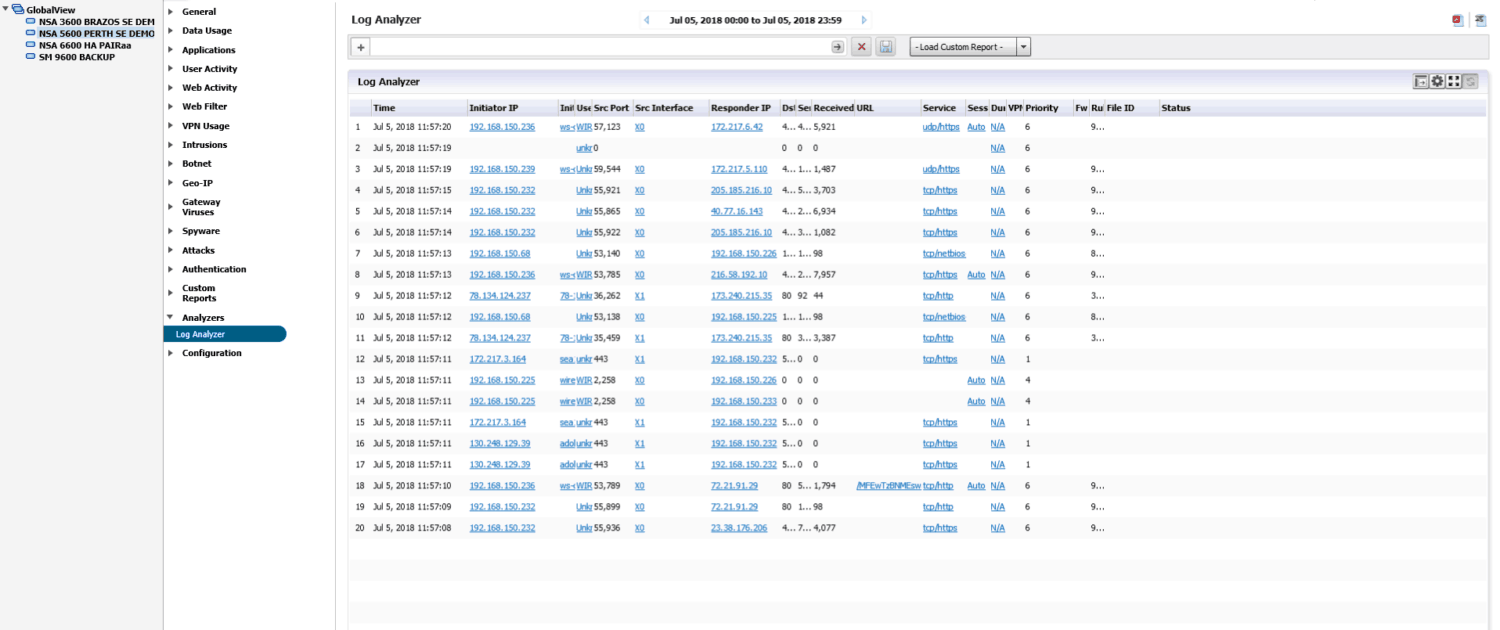 GlobalView
NSA 3600 BRAZOS SE DEM
NSA 5600 PERTH SE DEMO
NSA 6600 HA PAIRaa
SM 9600 BACKUP
General
Data Usage
Applications
User Activity
Web Activity
Web Filter
VPN Usage
Intrusions
Botnet
Geo-IP
Gateway
Viruses
Spyware
Attacks
Authentication
Custom
Reports
Analyzers
Log Analyzer
Configuration
Log Analyzer
Jul 05, 2018 00:00 to Jul 05, 2018 23:59
- Load Custom Report -
Log Analyzer
Time Initiator IP Init Use Src Port Src Interface Responder IP Dst Ser Received URL Service Sess Dur VPN Priority Fw Ru File ID Status
1 Jul 5, 2018 11:57:20 192.168.150.236 ws-c WIR 57,123 X0 172.217.6.42 4... 4... 5,921 udp/https Auto N/A 6 9...
2 Jul 5, 2018 11:57:19 unkr 0 0 0 0 N/A 6
3 Jul 5, 2018 11:57:19 192.168.150.239 ws-c Unkr 59,544 X0 172.217.5.110 4... 1... 1,487 udp/https N/A 6 9...
4 Jul 5, 2018 11:57:15 192.168.150.232 Unkr 55,921 X0 205.185.216.10 4... 5... 3,703 tcp/https N/A 6 9...
5 Jul 5, 2018 11:57:14 192.168.150.232 Unkr 55,865 X0 40.77.16.143 4... 2... 6,934 tcp/https N/A 6 9...
6 Jul 5, 2018 11:57:14 192.168.150.232 Unkr 55,922 X0 205.185.216.10 4... 3... 1,082 tcp/https N/A 6 9...
7 Jul 5, 2018 11:57:13 192.168.150.68 Unkr 53,140 X0 192.168.150.226 1... 1... 98 tcp/netbios N/A 6 8...
8 Jul 5, 2018 11:57:13 192.168.150.236 ws-c WIR 53,785 X0 216.58.192.10 4... 2... 7,957 tcp/https Auto N/A 6 9...
9 Jul 5, 2018 11:57:12 78.134.124.237 78-: Unkr 36,262 X1 173.240.215.35 80 92 44 tcp/http N/A 6 3...
10 Jul 5, 2018 11:57:12 192.168.150.68 Unkr 53,138 X0 192.168.150.225 1... 1... 98 tcp/netbios N/A 6 8...
11 Jul 5, 2018 11:57:12 78.134.124.237 78-: Unkr 35,459 X1 173.240.215.35 80 3... 3,387 tcp/http N/A 6 3...
12 Jul 5, 2018 11:57:11 172.217.3.164 sea unkr 443 X1 192.168.150.232 5... 0 0 tcp/https N/A 1
13 Jul 5, 2018 11:57:11 192.168.150.225 wire WIR 2,258 X0 192.168.150.226 0 0 0 Auto N/A 4
14 Jul 5, 2018 11:57:11 192.168.150.225 wire WIR 2,258 X0 192.168.150.233 0 0 0 Auto N/A 4
15 Jul 5, 2018 11:57:11 172.217.3.164 sea unkr 443 X1 192.168.150.232 5... 0 0 tcp/https N/A 1
16 Jul 5, 2018 11:57:11 130.248.129.39 adol unkr 443 X1 192.168.150.232 5... 0 0 tcp/https N/A 1
17 Jul 5, 2018 11:57:11 130.248.129.39 adol unkr 443 X1 192.168.150.232 5... 0 0 tcp/https N/A 1
18 Jul 5, 2018 11:57:10 192.168.150.236 ws-c WIR 53,789 X0 72.21.91.29 80 5... 1,794 /MFEwTzBNMEsw tcp/http Auto N/A 6 9...
19 Jul 5, 2018 11:57:09 192.168.150.232 Unkr 55,899 X0 72.21.91.29 80 1... 98 tcp/http N/A 6 9...
20 Jul 5, 2018 11:57:08 192.168.150.232 Unkr 55,936 X0 23.38.176.206 4... 7... 4,077 tcp/https N/A 6 9...